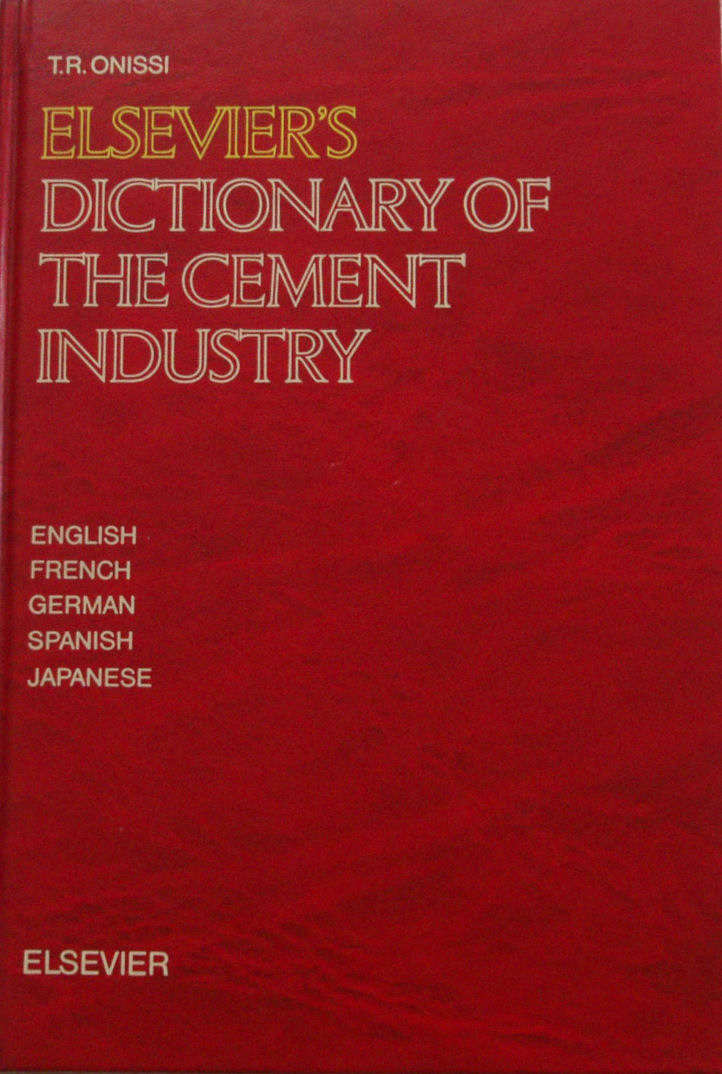 T.R. ONISSI
ELSEVIER'S
DICTIONARY OF
THE CEMENT
INDUSTRY
ENGLISH
FRENCH
GERMAN
SPANISH
JAPANESE
ELSEVIER